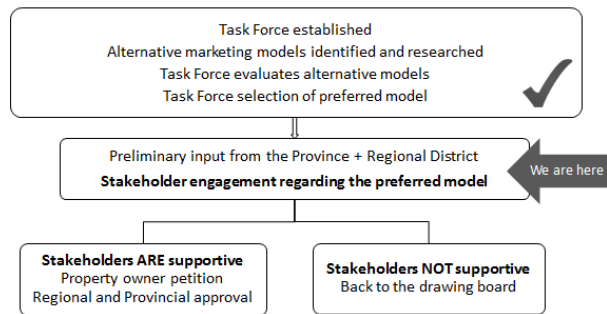 Task Force established
Alternative marketing models identified and researched
Task Force evaluates alternative models
Task Force selection of preferred model
Preliminary input from the Province + Regional District
Stakeholder engagement regarding the preferred model
We are here
Stakeholders ARE supportive
Property owner petition
Regional and Provincial approval
Stakeholders NOT supportive
Back to the drawing board